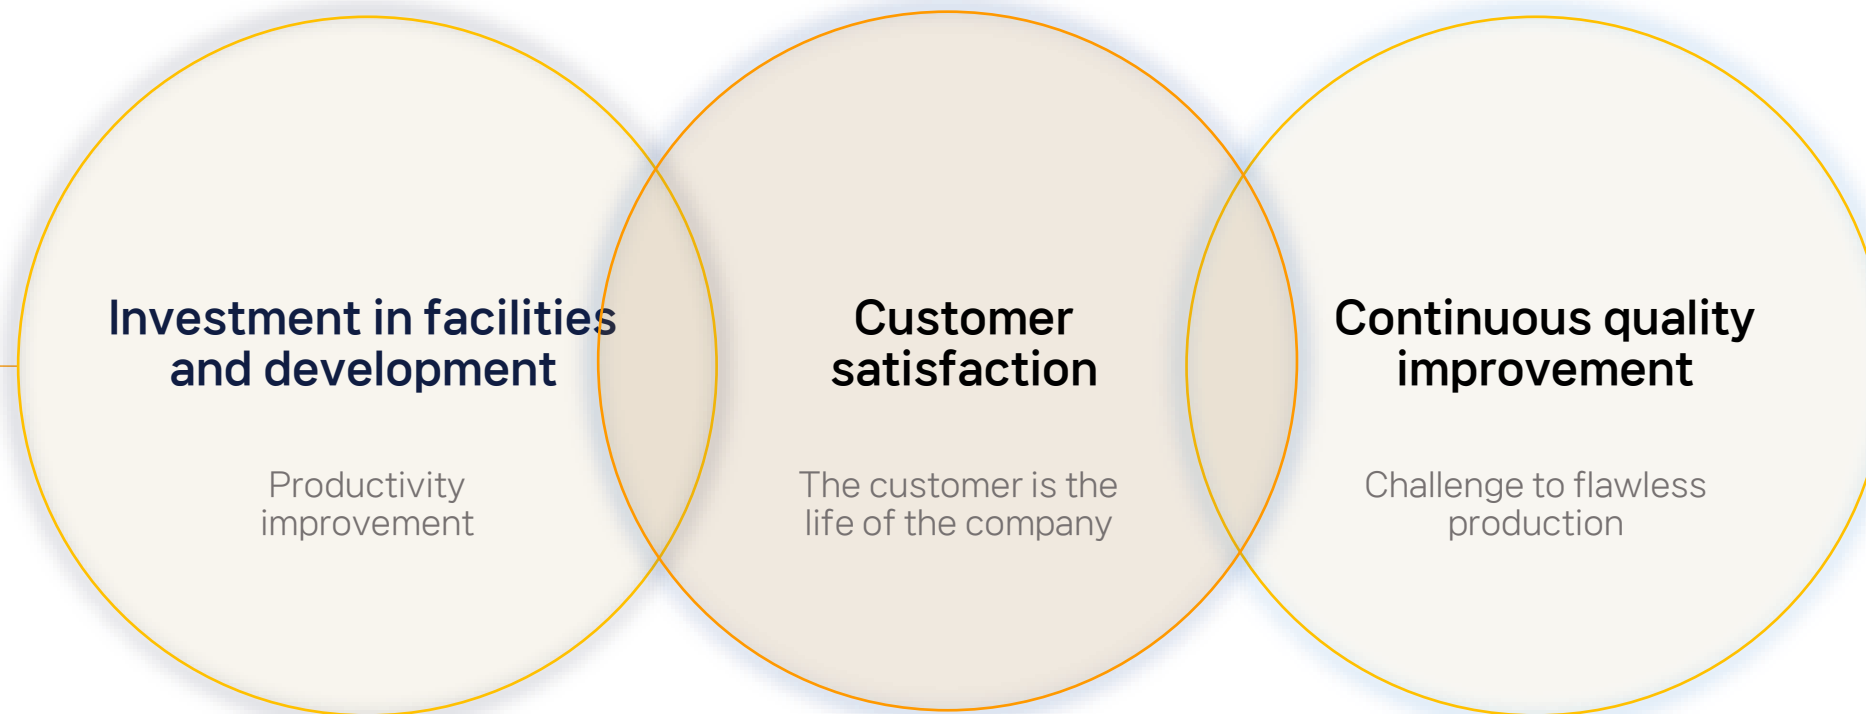 Investment in facilities
and development
Productivity
improvement
Customer
satisfaction
The customer is the
life of the company
Continuous quality
improvement
Challenge to flawless
production